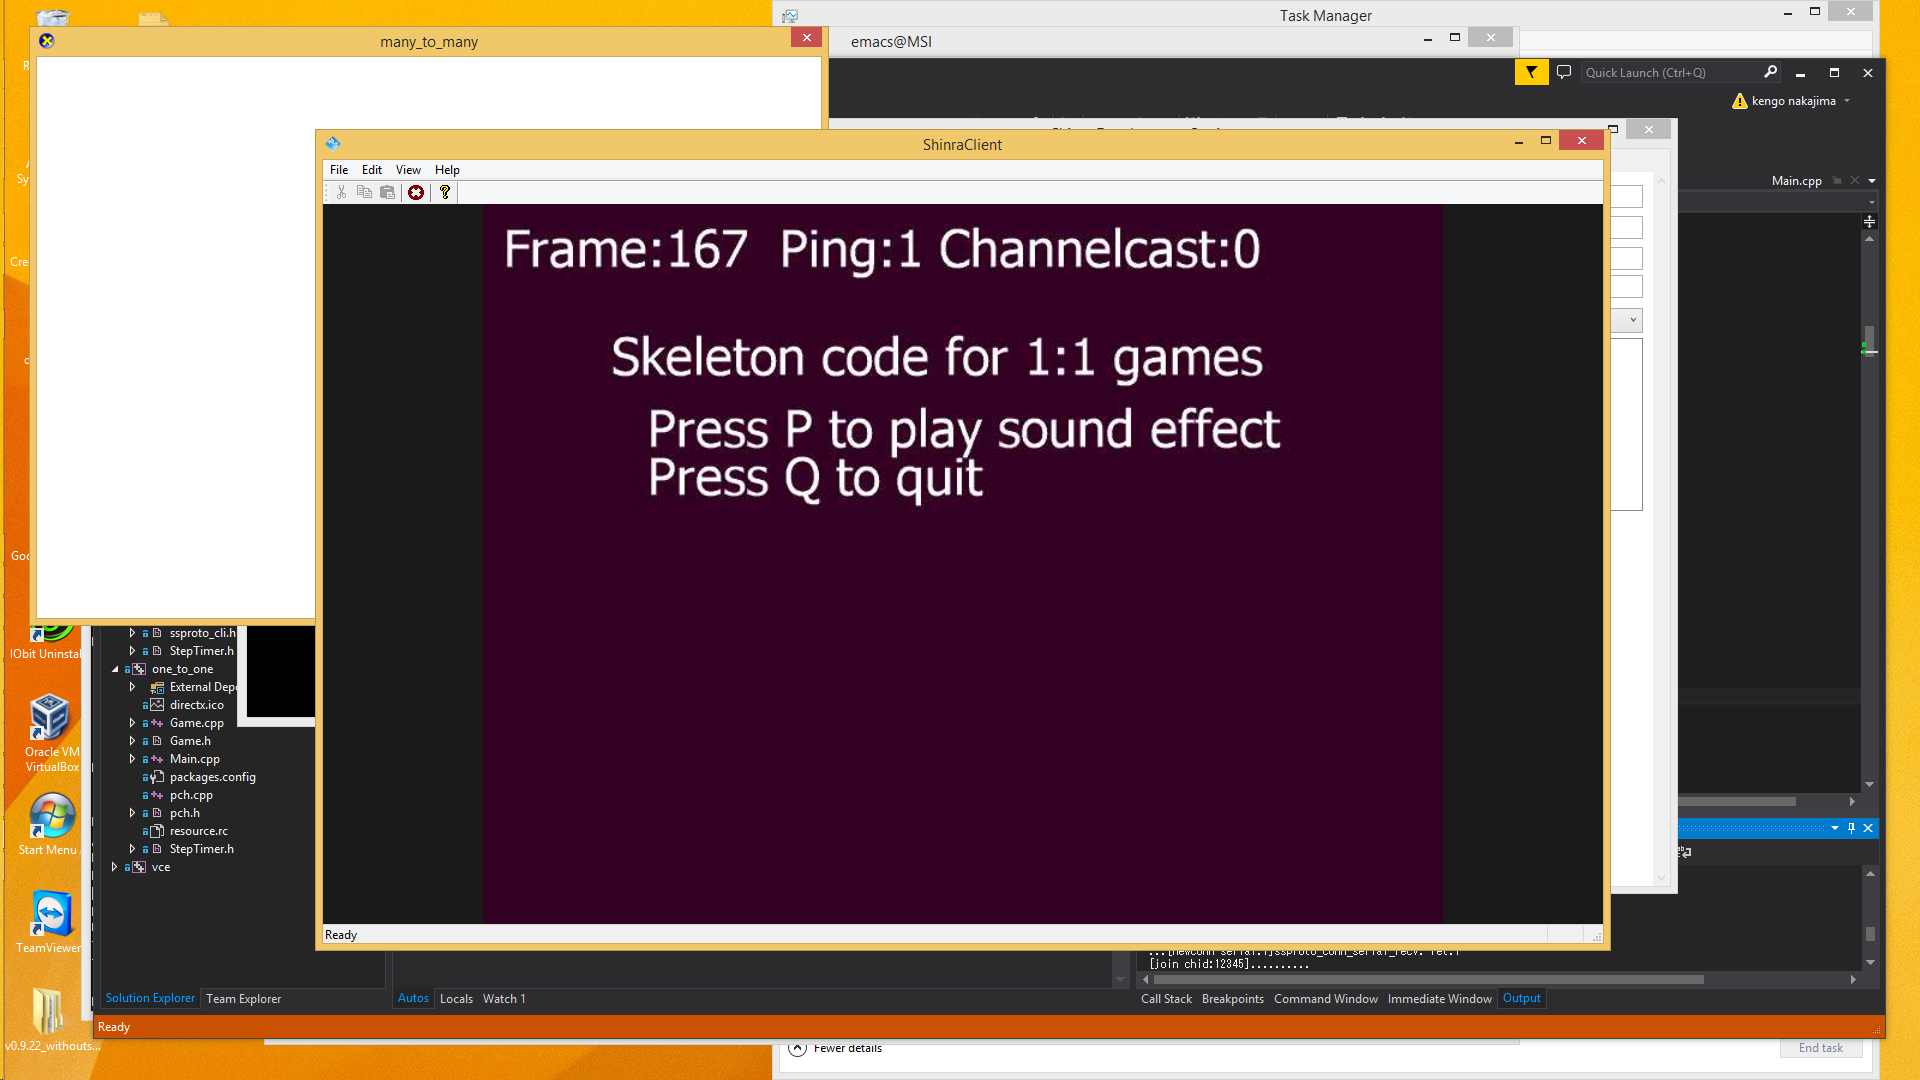 Task Manager
many_to_many
emacs@MSI
Quick Launch (Ctrl+Q)
kengo nakajima
ShinraClient
File Edit View Help
Main.cpp
Frame:167 Ping:1 Channelcast:0
Skeleton code for 1:1 games
Press P to play sound effect
Press Q to quit
ssproto_cli.h
IObit Uninstal
StepTimer.h
one_to_one
External Depe
directx.ico
Game.cpp
Game.h
Oracle VM
VirtualBox
Main.cpp
packages.config
pch.cpp
pch.h
resource.rc
Start Menu
StepTimer.h
vce
Ready
TeamViewer
[join chid:12345]..........
Solution Explorer Team Explorer
Autos Locals Watch 1
Call Stack Breakpoints Command Window Immediate Window Output
Ready
v0.9.22_withouts...
Fewer details
End task